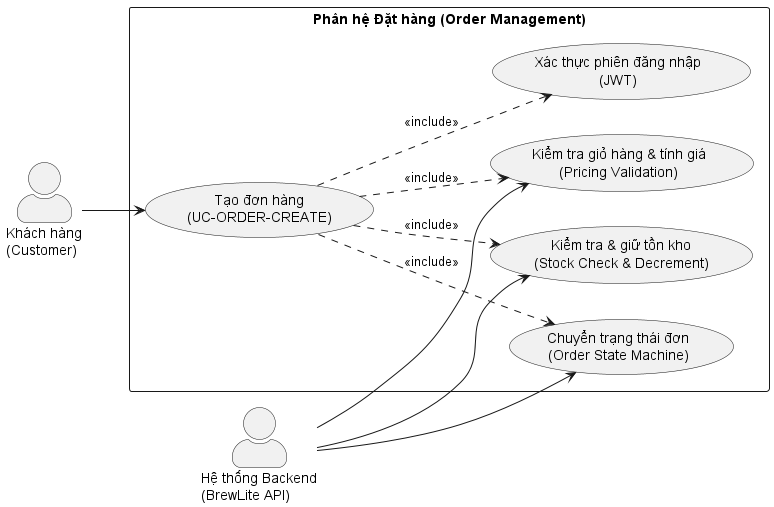 Phân hệ Đặt hàng (Order Management)
Xác thực phiên đăng nhập
(JWT)
«include»
Kiểm tra giỏ hàng & tính giá
(Pricing Validation)
«include»
Tạo đơn hàng
(UC-ORDER-CREATE)
Khách hàng
(Customer)
«include»
Kiểm tra & giữ tồn kho
(Stock Check & Decrement)
«include»
Chuyển trạng thái đơn
(Order State Machine)
Hệ thống Backend
(BrewLite API)